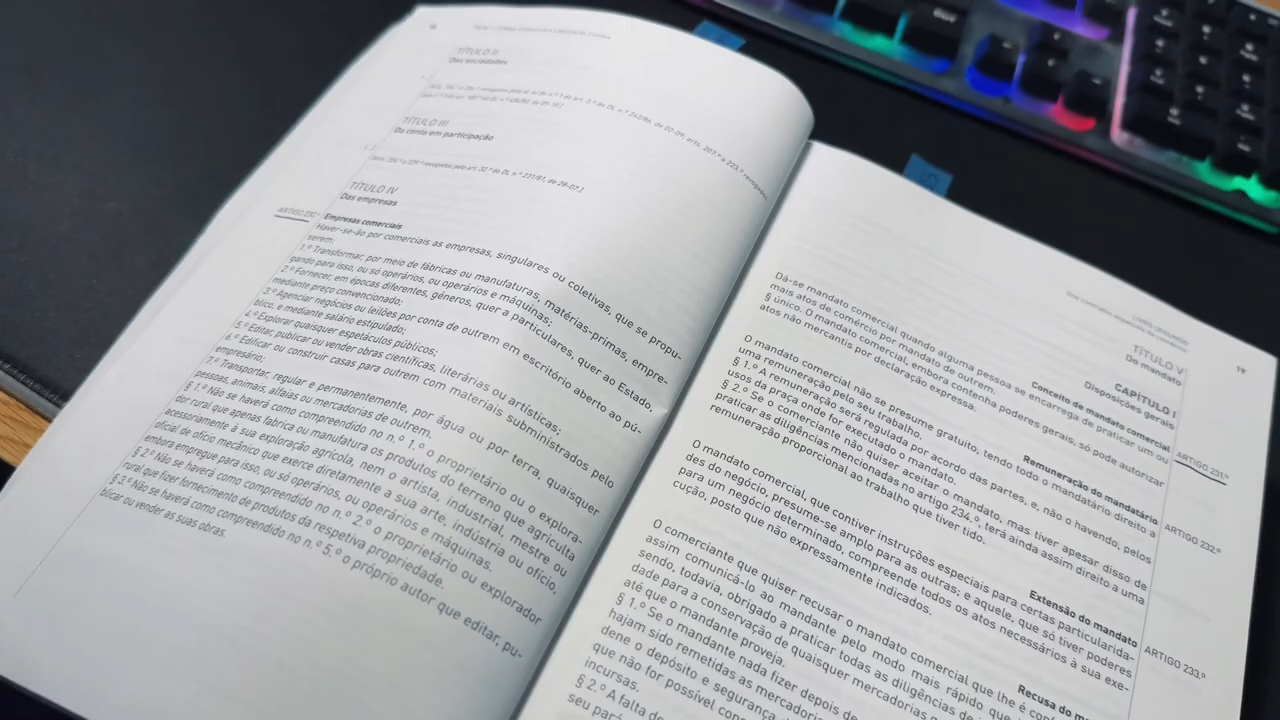 TÍTULO II
Das sociedades
TÍTULO III
Da conta em participação
[Arts. 224.º a 229.º revogados pelo art. 32.º do DL n.º 231/81, de 28-07.]
TÍTULO IV
Das empresas
ARTIGO 230.º
Empresas comerciais
Haver-se-ão por comerciais as empresas, singulares ou coletivas, que se propu-
serem:
1.º Transformar, por meio de fábricas ou manufaturas, matérias-primas, empre-
gando para isso, ou só operários, ou operários e máquinas;
2.º Fornecer, em épocas diferentes, géneros, quer a particulares, quer ao Estado,
mediante preço convencionado;
3.º Agenciar negócios ou leilões por conta de outrem em escritório aberto ao pú-
blico, e mediante salário estipulado;
4.º Explorar quaisquer espetáculos públicos;
5.º Editar, publicar ou vender obras científicas, literárias ou artísticas;
6.º Edificar ou construir casas para outrem com materiais subministrados pelo
empresário;
7.º Transportar, regular e permanentemente, por água ou por terra, quaisquer
pessoas, animais, alfaias ou mercadorias de outrem.
§ 1.º Não se haverá como compreendido no n.º 1.º o proprietário ou o explora-
dor rural que apenas fabrica ou manufatura os produtos do terreno que agriculta
acessoriamente à sua exploração agrícola, nem o artista, industrial, mestre ou
oficial de ofício mecânico que exerce diretamente a sua arte, indústria ou ofício,
embora empregue para isso, ou só operários, ou operários e máquinas.
§ 2.º Não se haverá como compreendido no n.º 2.º o proprietário ou explorador
rural que fizer fornecimento de produtos da respetiva propriedade.
§ 3.º Não se haverá como compreendido no n.º 5.º o próprio autor que editar, pu-
blicar ou vender as suas obras.
19
TÍTULO V
Do mandato
CAPÍTULO I
Disposições gerais
Conceito de mandato comercial
ARTIGO 231.º
Dá-se mandato comercial quando alguma pessoa se encarrega de praticar um ou
mais atos de comércio por mandato de outrem.
§ único. O mandato comercial, embora contenha poderes gerais, só pode autorizar
atos não mercantis por declaração expressa.
Remuneração do mandatário
ARTIGO 232.º
O mandato comercial não se presume gratuito, tendo todo o mandatário direito a
uma remuneração pelo seu trabalho.
§ 1.º A remuneração será regulada por acordo das partes, e, não o havendo, pelos
usos da praça onde for executado o mandato.
§ 2.º Se o comerciante não quiser aceitar o mandato, mas tiver apesar disso de
praticar as diligências mencionadas no artigo 234.º, terá ainda assim direito a uma
remuneração proporcional ao trabalho que tiver tido.
Extensão do mandato
ARTIGO 233.º
O mandato comercial, que contiver instruções especiais para certas particularida-
des do negócio, presume-se amplo para as outras; e aquele, que só tiver poderes
para um negócio determinado, compreende todos os atos necessários à sua exe-
cução, posto que não expressamente indicados.
Recusa do
O comerciante que quiser recusar o mandato comercial que lhe é
assim comunicá-lo ao mandante pelo modo mais rápido que
sendo, todavia, obrigado a praticar todas as diligências de
dade para a conservação de quaisquer mercadorias
até que o mandante proveja.
§ 1.º Se o mandante nada fizer depois de
hajam sido remetidas as mercadorias
dene o depósito e segurança
que não for possível
incursas.
§ 2.º A falta de
seu